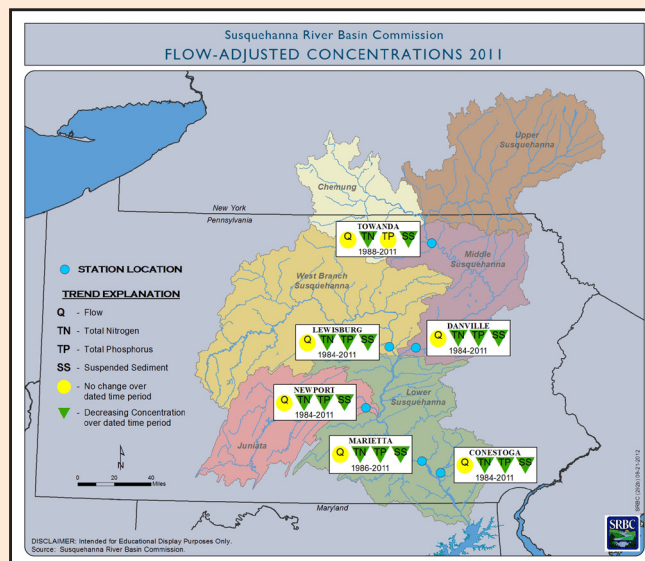 Susquehanna River Basin Commission
FLOW-ADJUSTED CONCENTRATIONS 2011
Upper
Susquehanna
Chemung
New York
Pennsylvania
TOWANDA
Q TN TP SS
1988-2011
Middle
Susquehanna
STATION LOCATION
West Branch
Susquehanna
TREND EXPLANATION
Q - Flow
TN - Total Nitrogen
TP - Total Phosphorus
SS - Suspended Sediment
- No change over
dated time period
- Decreasing Concentration
over dated time period
LEWISBURG
Q TN TP SS
1984-2011
DANVILLE
Q TN TP SS
1984-2011
NEWPORT
Q TN TP SS
1984-2011
Lower
Susquehanna
Juniata
MARIETTA
Q TN TP SS
1986-2011
CONESTOGA
Q TN TP SS
1984-2011
N
0 20 40
Miles
Maryland
SRBC
DISCLAIMER: Intended for Educational Display Purposes Only.
Source: Susquehanna River Basin Commission.